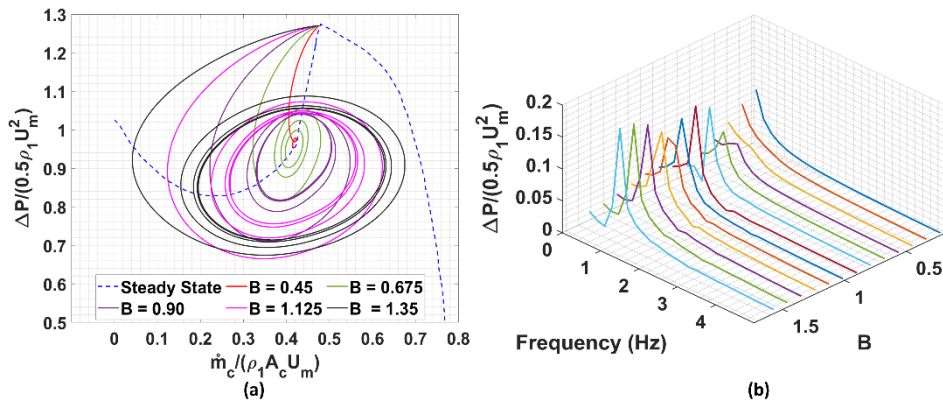 1.3
1.2
1.1
1
0.9
0.8
0.7
0.6
0.5
ΔP/(0.5ρ₁U²ₘ)
Steady State B = 0.45 B = 0.675
B = 0.90 B = 1.125 B = 1.35
0 0.1 0.2 0.3 0.4 0.5 0.6 0.7 0.8
ṁ_c/(ρ₁A_cUₘ)
(a)
0.2
0.15
0.1
0.05
0
ΔP/(0.5ρ₁U²ₘ)
0 1 2 3 4
Frequency (Hz)
0.5
1
1.5
B
(b)